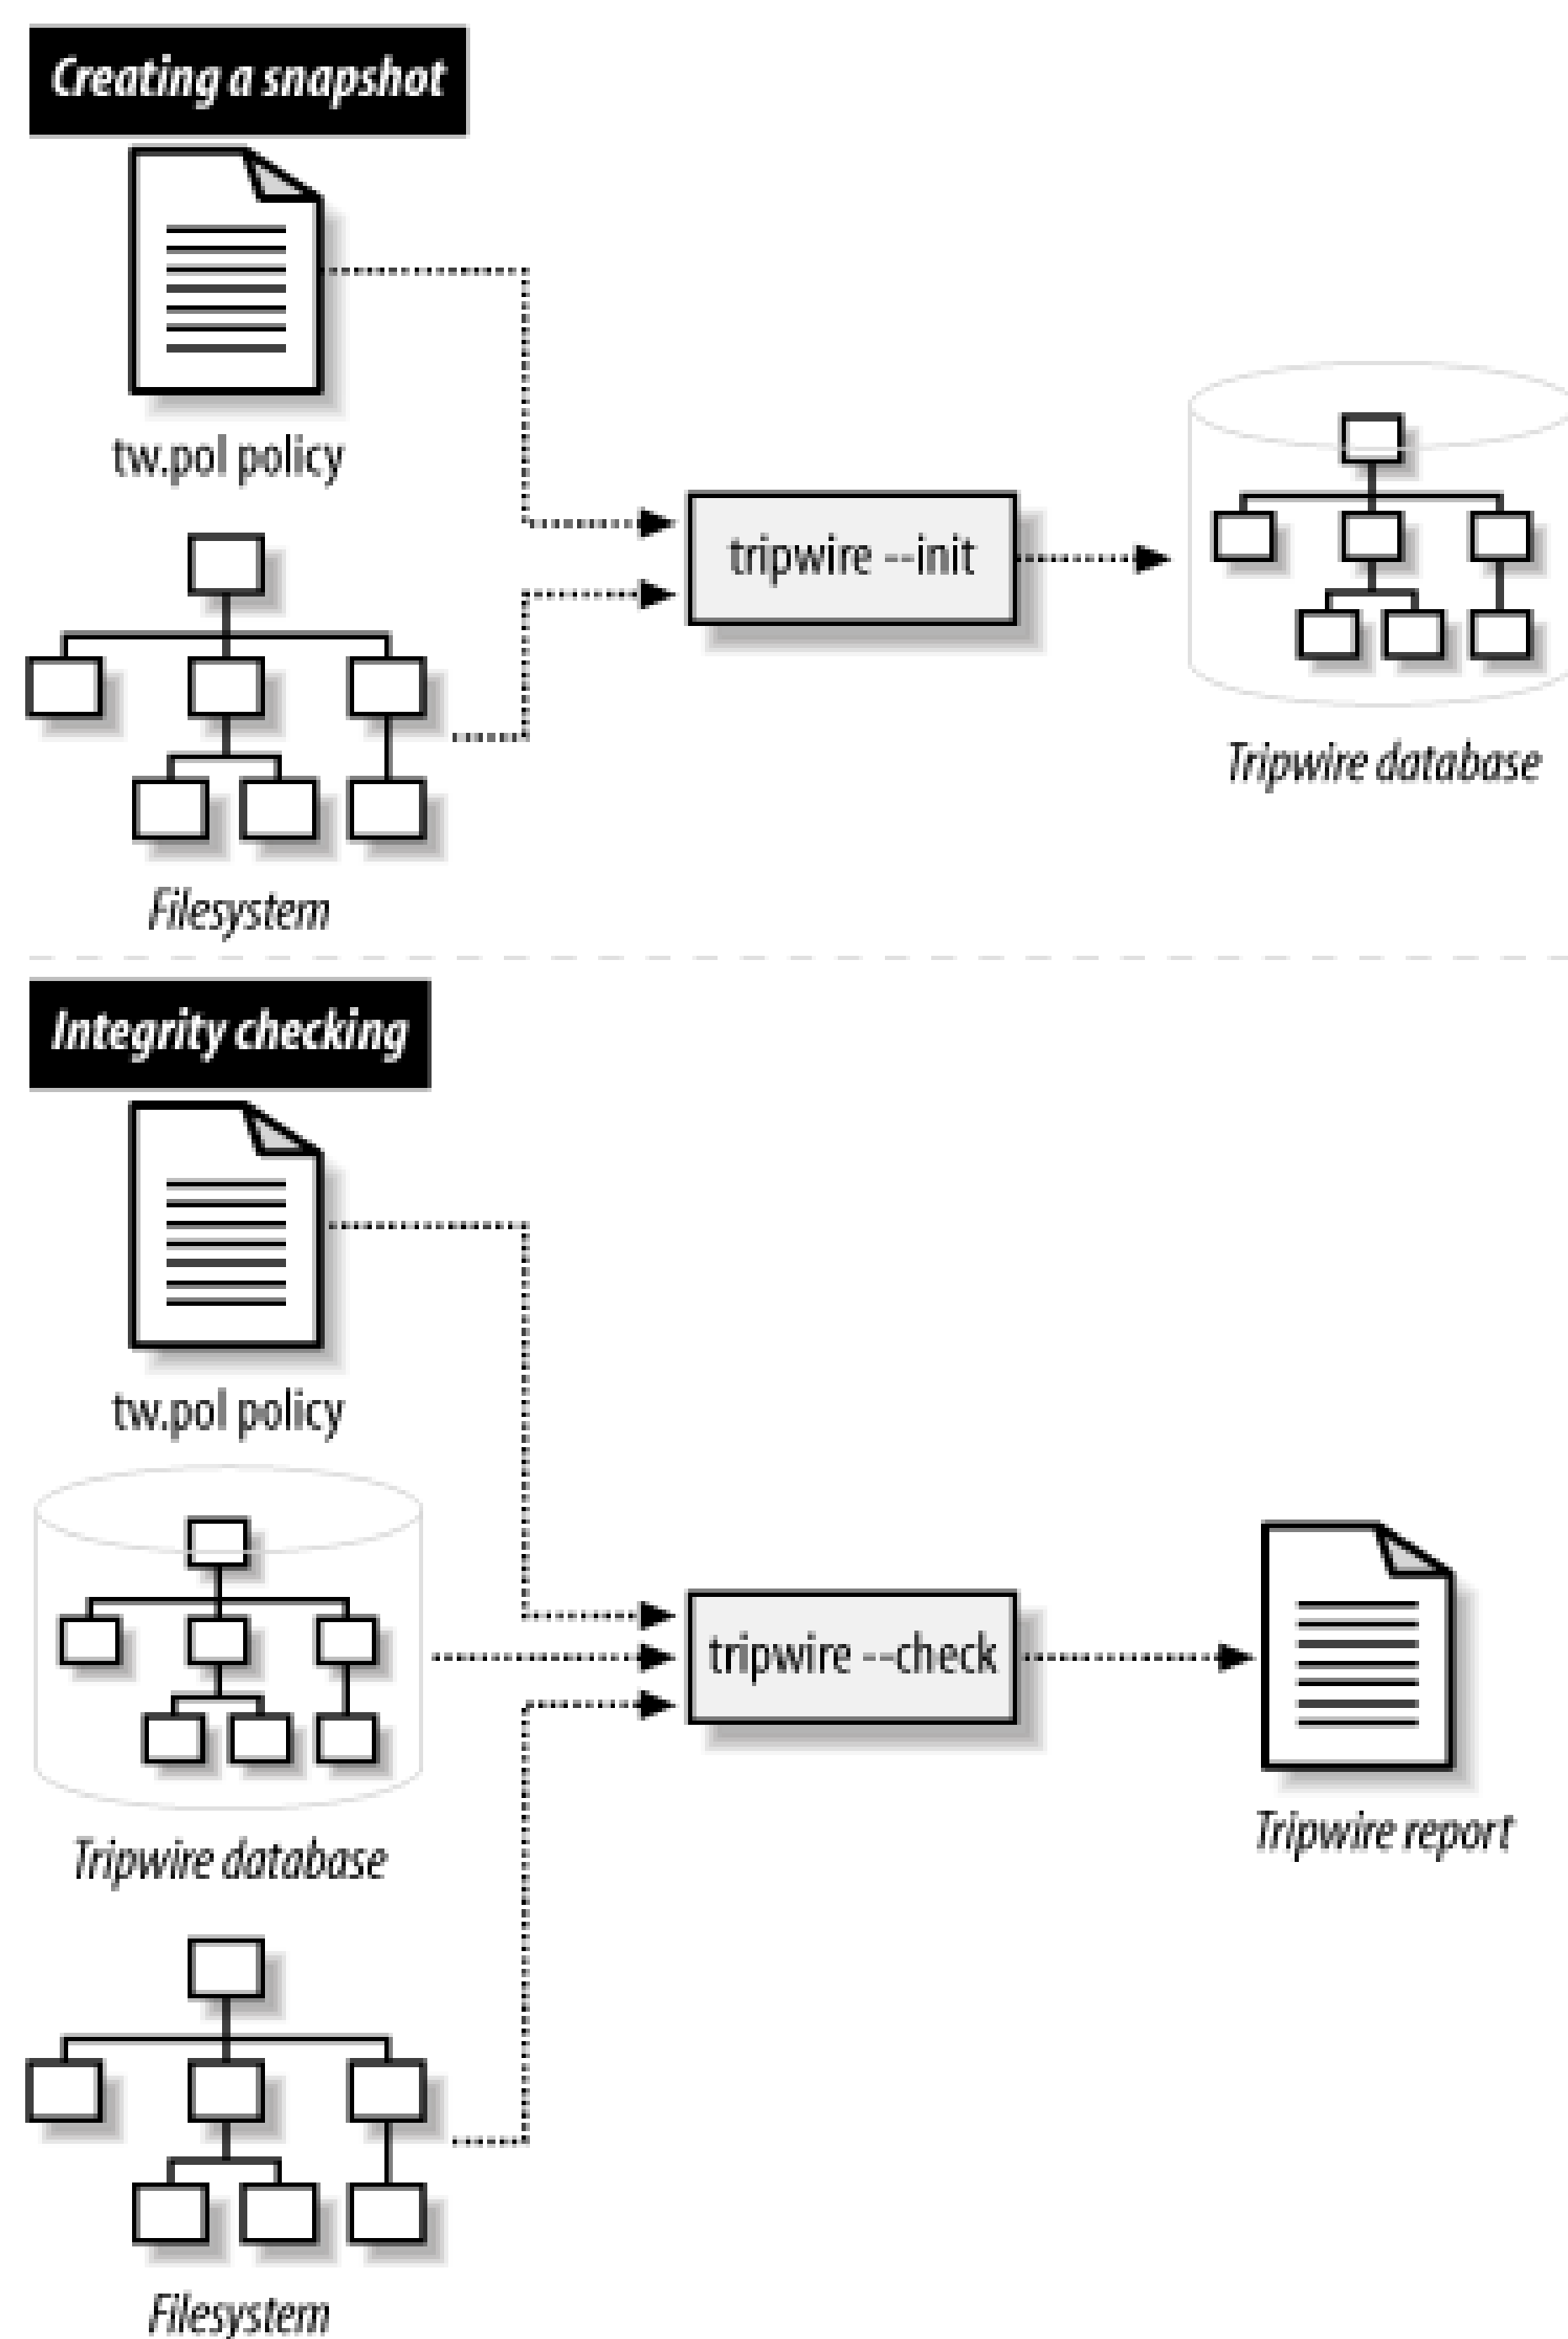 Creating a snapshot
tw.pol policy
tripwire --init
Tripwire database
Filesystem
Integrity checking
tw.pol policy
Tripwire database
tripwire --check
Tripwire report
Filesystem